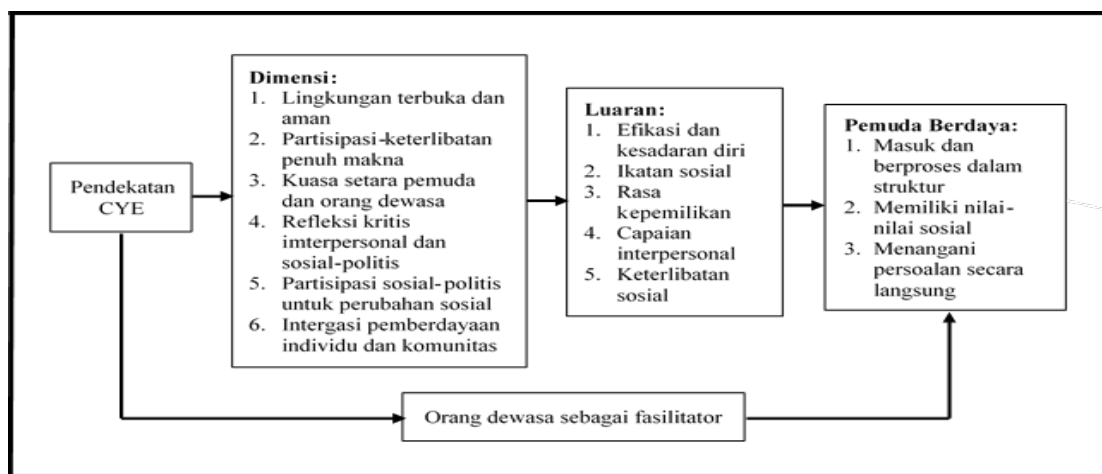 Pendekatan
CYE
Dimensi:
1. Lingkungan terbuka dan
aman
2. Partisipasi-keterlibatan
penuh makna
3. Kuasa setara pemuda
dan orang dewasa
4. Refleksi kritis
imterpersonal dan
sosial-politis
5. Partisipasi sosial-politis
untuk perubahan sosial
6. Intergasi pemberdayaan
individu dan komunitas
Luaran:
1. Efikasi dan
kesadaran diri
2. Ikatan sosial
3. Rasa
kepemilikan
4. Capaian
interpersonal
5. Keterlibatan
sosial
Pemuda Berdaya:
1. Masuk dan
berproses dalam
struktur
2. Memiliki nilai-
nilai sosial
3. Menangani
persoalan secara
langsung
Orang dewasa sebagai fasilitator